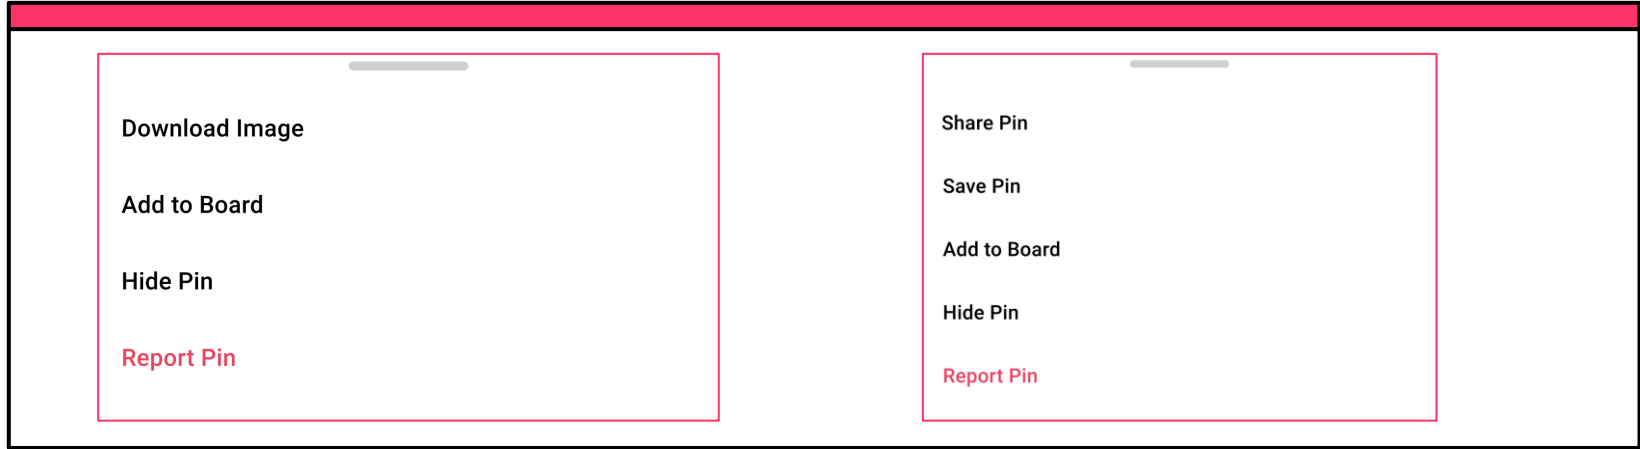 Download Image
Add to Board
Hide Pin
Report Pin
Share Pin
Save Pin
Add to Board
Hide Pin
Report Pin